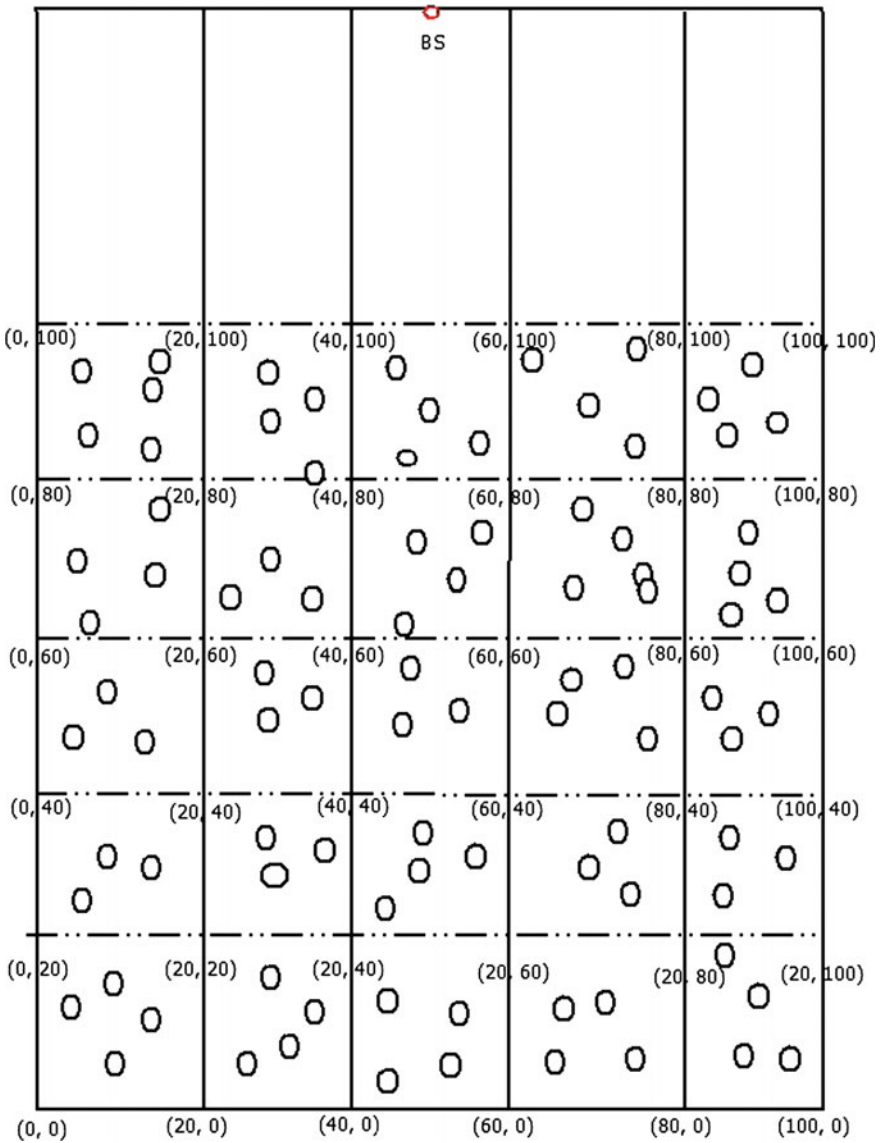 BS
(0, 100) (20, 100) (40, 100) (60, 100) (80, 100) (100, 100)
(0, 80) (20, 80) (40, 80) (60, 80) (80, 80) (100, 80)
(0, 60) (20, 60) (40, 60) (60, 60) (80, 60) (100, 60)
(0, 40) (20, 40) (40, 40) (60, 40) (80, 40) (100, 40)
(0, 20) (20, 20) (20, 40) (20, 60) (20, 80) (20, 100)
(0, 0) (20, 0) (40, 0) (60, 0) (80, 0) (100, 0)